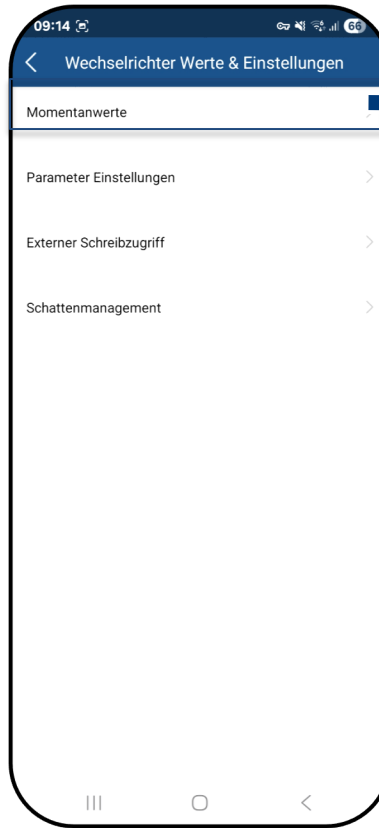 09:14 66
Wechselrichter Werte & Einstellungen
Momentanwerte
Parameter Einstellungen
Externer Schreibzugriff
Schattenmanagement